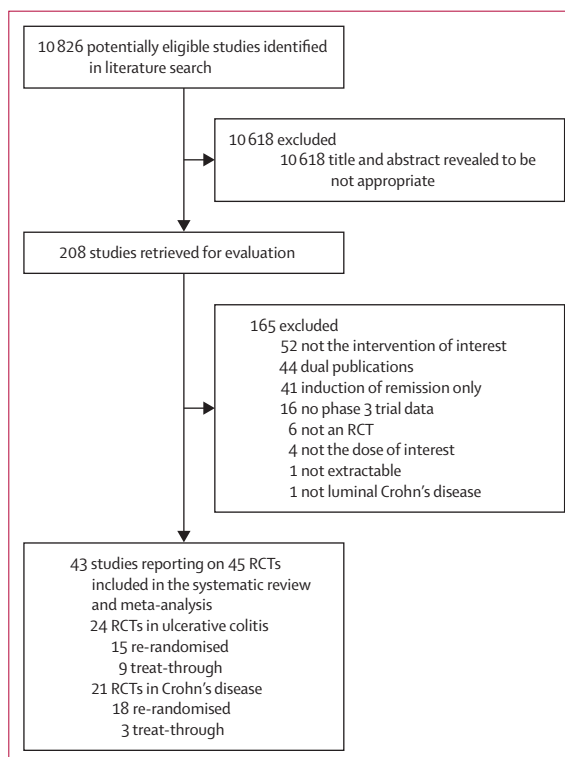 10 826 potentially eligible studies identified
in literature search
10 618 excluded
10 618 title and abstract revealed to be
not appropriate
208 studies retrieved for evaluation
165 excluded
52 not the intervention of interest
44 dual publications
41 induction of remission only
16 no phase 3 trial data
6 not an RCT
4 not the dose of interest
1 not extractable
1 not luminal Crohn's disease
43 studies reporting on 45 RCTs
included in the systematic review
and meta-analysis
24 RCTs in ulcerative colitis
15 re-randomised
9 treat-through
21 RCTs in Crohn's disease
18 re-randomised
3 treat-through